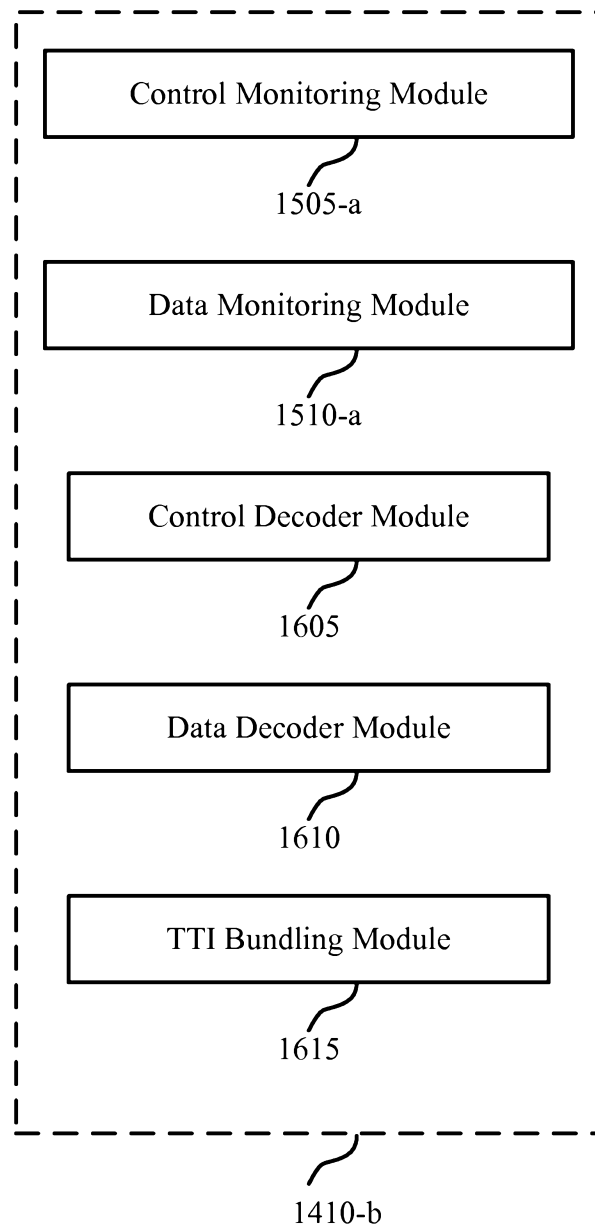 Control Monitoring Module
1505-a
Data Monitoring Module
1510-a
Control Decoder Module
1605
Data Decoder Module
1610
TTI Bundling Module
1615
1410-b